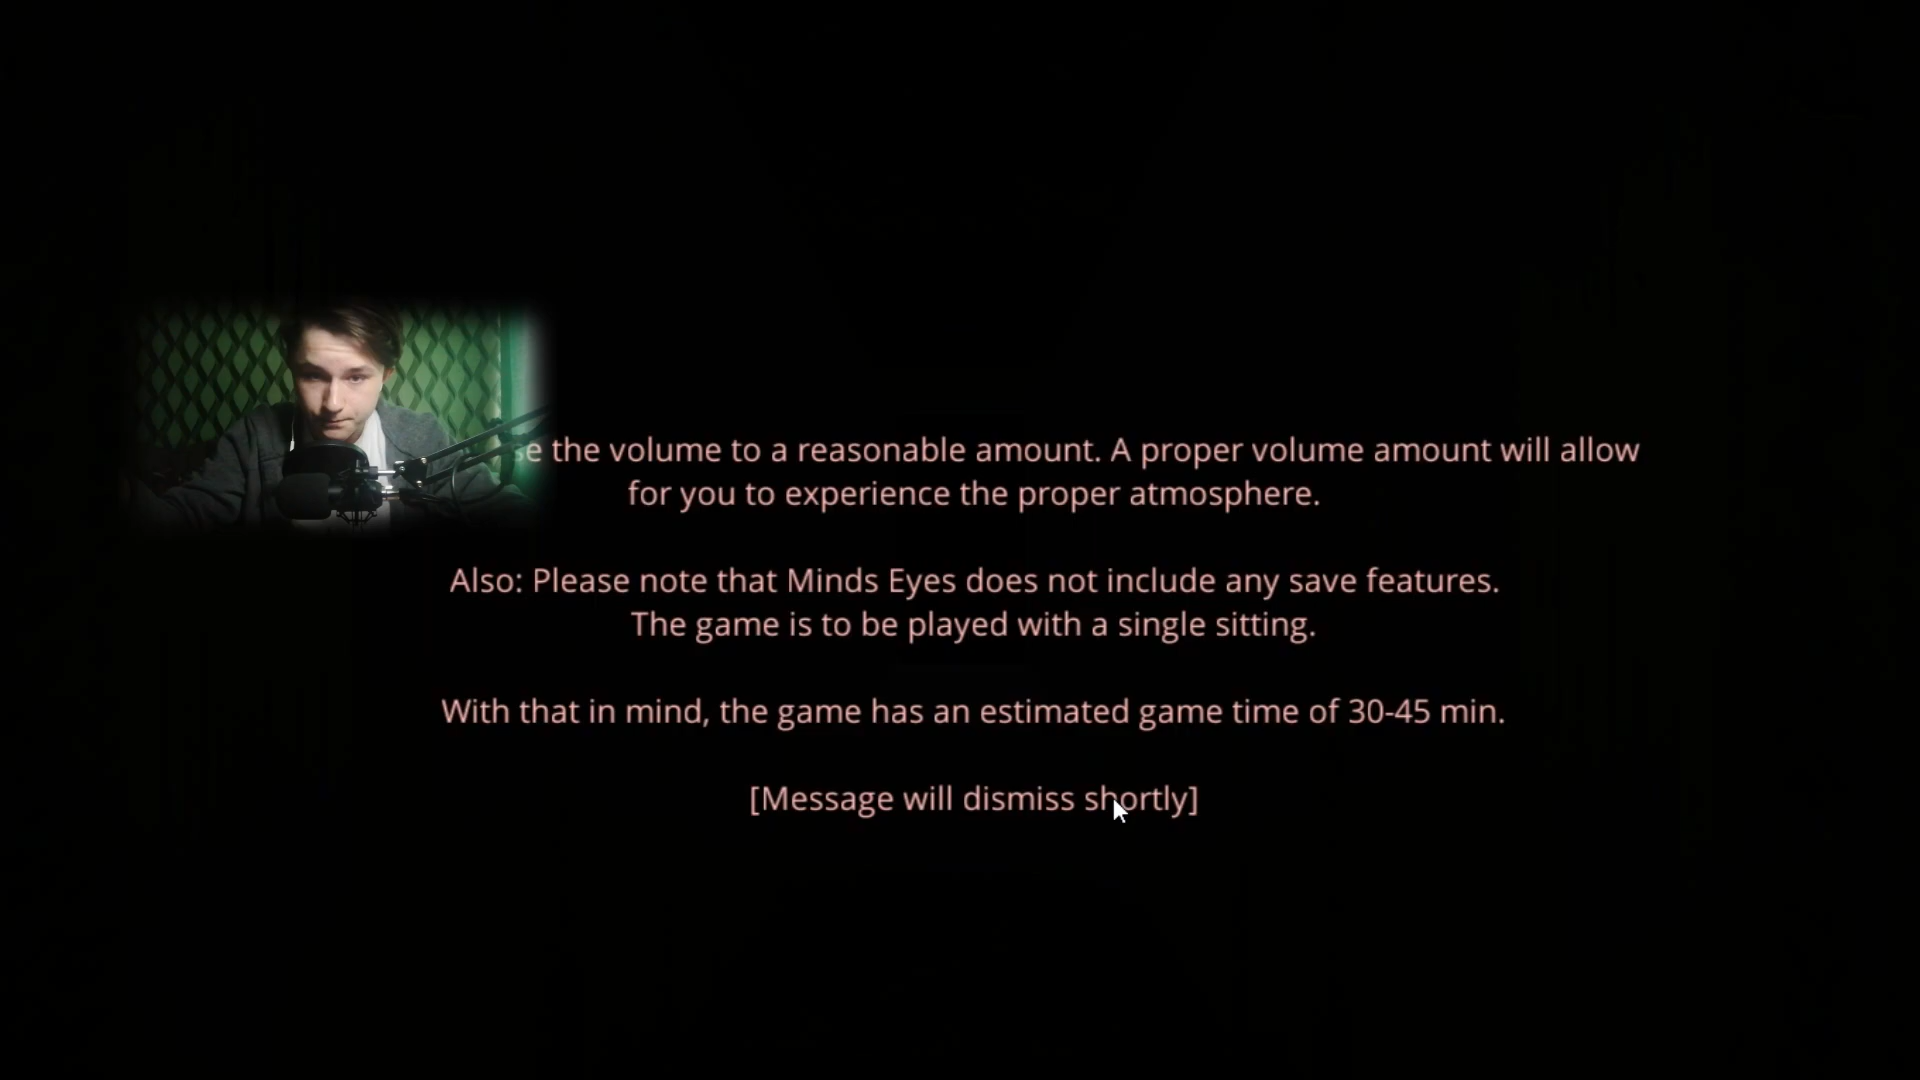 the volume to a reasonable amount. A proper volume amount will allow
for you to experience the proper atmosphere.
Also: Please note that Minds Eyes does not include any save features.
The game is to be played with a single sitting.
With that in mind, the game has an estimated game time of 30-45 min.
[Message will dismiss shortly]